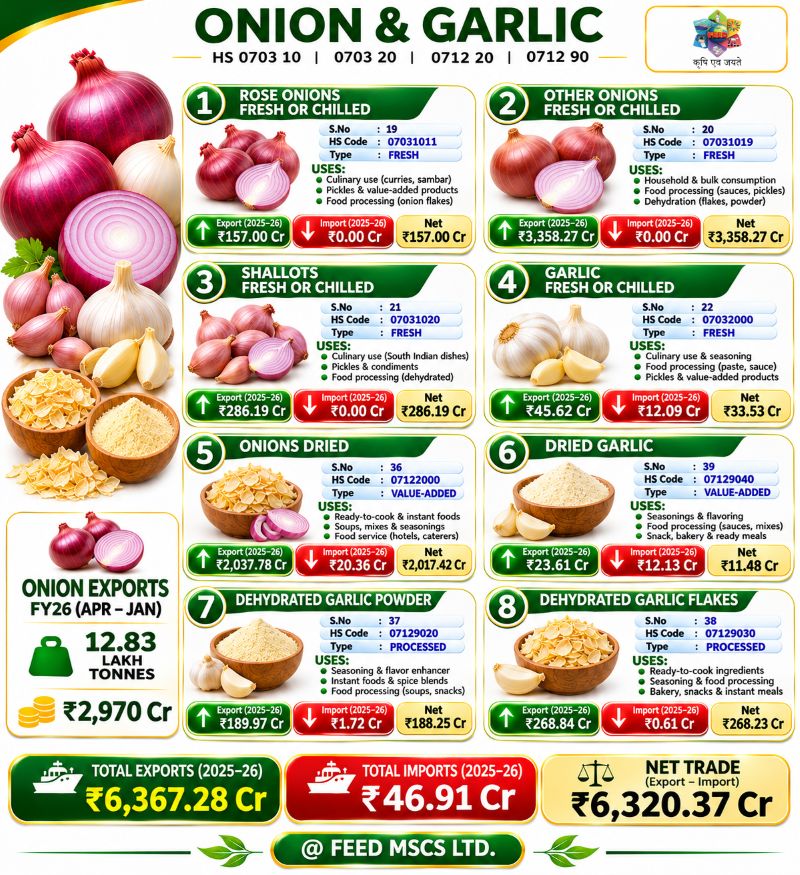 ONION & GARLIC
HS 0703 10 | 0703 20 | 0712 20 | 0712 90
FEED
कृषि एवं जयते
1
ROSE ONIONS
FRESH OR CHILLED
S.No : 19
HS Code : 07031011
Type : FRESH
USES:
Culinary use (curries, sambar)
Pickles & value-added products
Food processing (onion flakes)
Export (2025-26)
₹157.00 Cr
Import (2025-26)
₹0.00 Cr
Net
₹157.00 Cr
2
OTHER ONIONS
FRESH OR CHILLED
S.No : 20
HS Code : 07031019
Type : FRESH
USES:
Household & bulk consumption
Food processing (sauces, pickles)
Dehydration (flakes, powder)
Export (2025-26)
₹3,358.27 Cr
Import (2025-26)
₹0.00 Cr
Net
₹3,358.27 Cr
3
SHALLOTS
FRESH OR CHILLED
S.No : 21
HS Code : 07031020
Type : FRESH
USES:
Culinary use (South Indian dishes)
Pickles & condiments
Food processing (dehydrated)
Export (2025-26)
₹286.19 Cr
Import (2025-26)
₹0.00 Cr
Net
₹286.19 Cr
4
GARLIC
FRESH OR CHILLED
S.No : 22
HS Code : 07032000
Type : FRESH
USES:
Culinary use & seasoning
Food processing (paste, sauce)
Pickles & value-added products
Export (2025-26)
₹45.62 Cr
Import (2025-26)
₹12.09 Cr
Net
₹33.53 Cr
5
ONIONS DRIED
S.No : 36
HS Code : 07122000
Type : VALUE-ADDED
USES:
Ready-to-cook & instant foods
Soups, mixes & seasonings
Food service (hotels, caterers)
Export (2025-26)
₹2,037.78 Cr
Import (2025-26)
₹20.36 Cr
Net
₹2,017.42 Cr
6
DRIED GARLIC
S.No : 39
HS Code : 07129040
Type : VALUE-ADDED
USES:
Seasonings & flavoring
Food processing (sauces, mixes)
Snack, bakery & ready meals
Export (2025-26)
₹23.61 Cr
Import (2025-26)
₹12.13 Cr
Net
₹11.48 Cr
7
DEHYDRATED GARLIC POWDER
S.No : 37
HS Code : 07129020
Type : PROCESSED
USES:
Seasoning & flavor enhancer
Instant foods & spice blends
Food processing (soups, snacks)
Export (2025-26)
₹189.97 Cr
Import (2025-26)
₹1.72 Cr
Net
₹188.25 Cr
8
DEHYDRATED GARLIC FLAKES
S.No : 38
HS Code : 07129030
Type : PROCESSED
USES:
Ready-to-cook ingredients
Seasoning & food processing
Bakery, snacks & instant meals
Export (2025-26)
₹268.84 Cr
Import (2025-26)
₹0.61 Cr
Net
₹268.23 Cr
ONION EXPORTS
FY26 (APR – JAN)
12.83
LAKH
TONNES
₹2,970 Cr
TOTAL EXPORTS (2025-26)
₹6,367.28 Cr
TOTAL IMPORTS (2025-26)
₹46.91 Cr
NET TRADE
(Export – Import)
₹6,320.37 Cr
@ FEED MSCS LTD.